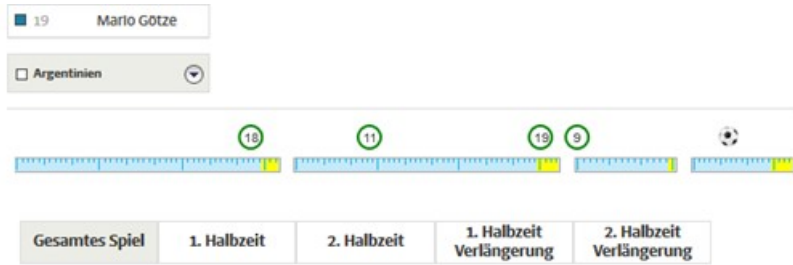 19 Mario Götze
Argentinien
18 11 19 9
Gesamtes Spiel 1. Halbzeit 2. Halbzeit 1. Halbzeit Verlängerung 2. Halbzeit Verlängerung